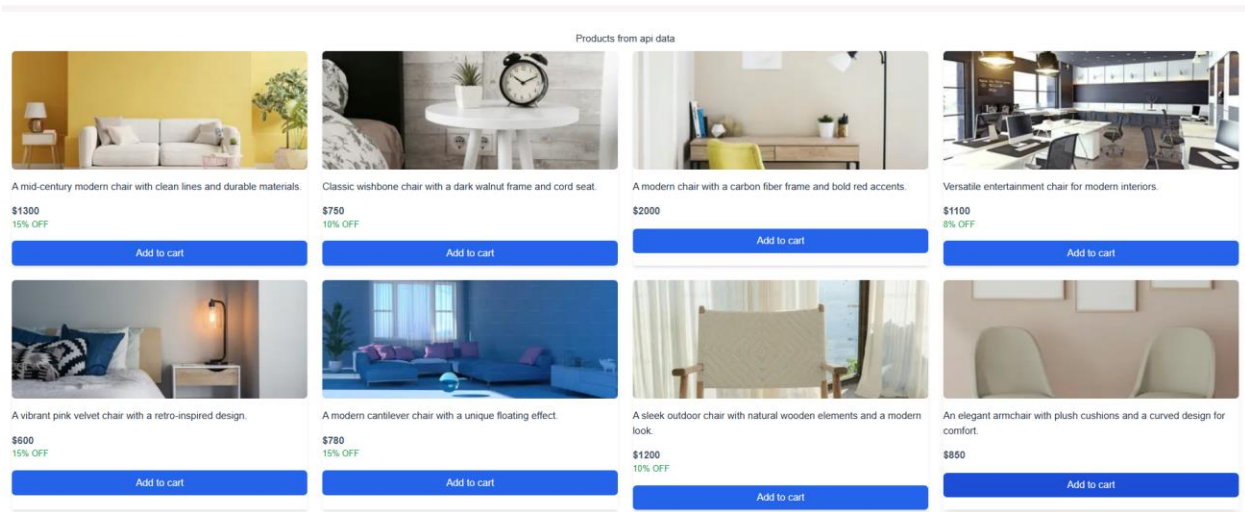 Products from api data
A mid-century modern chair with clean lines and durable materials.
$1300
15% OFF
Add to cart
Classic wishbone chair with a dark walnut frame and cord seat.
$750
10% OFF
Add to cart
A modern chair with a carbon fiber frame and bold red accents.
$2000
Add to cart
Versatile entertainment chair for modern interiors.
$1100
8% OFF
Add to cart
A vibrant pink velvet chair with a retro-inspired design.
$600
15% OFF
Add to cart
A modern cantilever chair with a unique floating effect.
$780
15% OFF
Add to cart
A sleek outdoor chair with natural wooden elements and a modern
look.
$1200
10% OFF
Add to cart
An elegant armchair with plush cushions and a curved design for
comfort.
$850
Add to cart